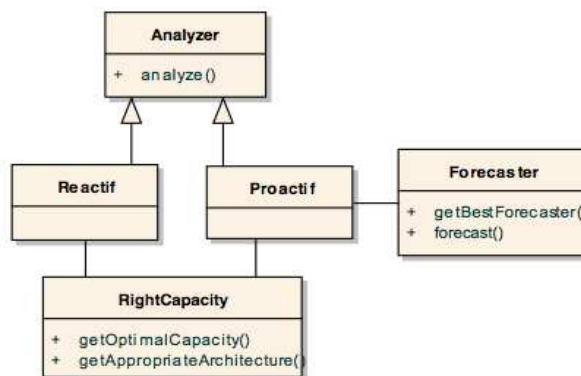 Analyzer
+ analyze()
Reactif
Proactif
Forecaster
+ getBestForecaster(
+ forecast()
RightCapacity
+ getOptimalCapacity()
+ getAppropriateArchitecture()